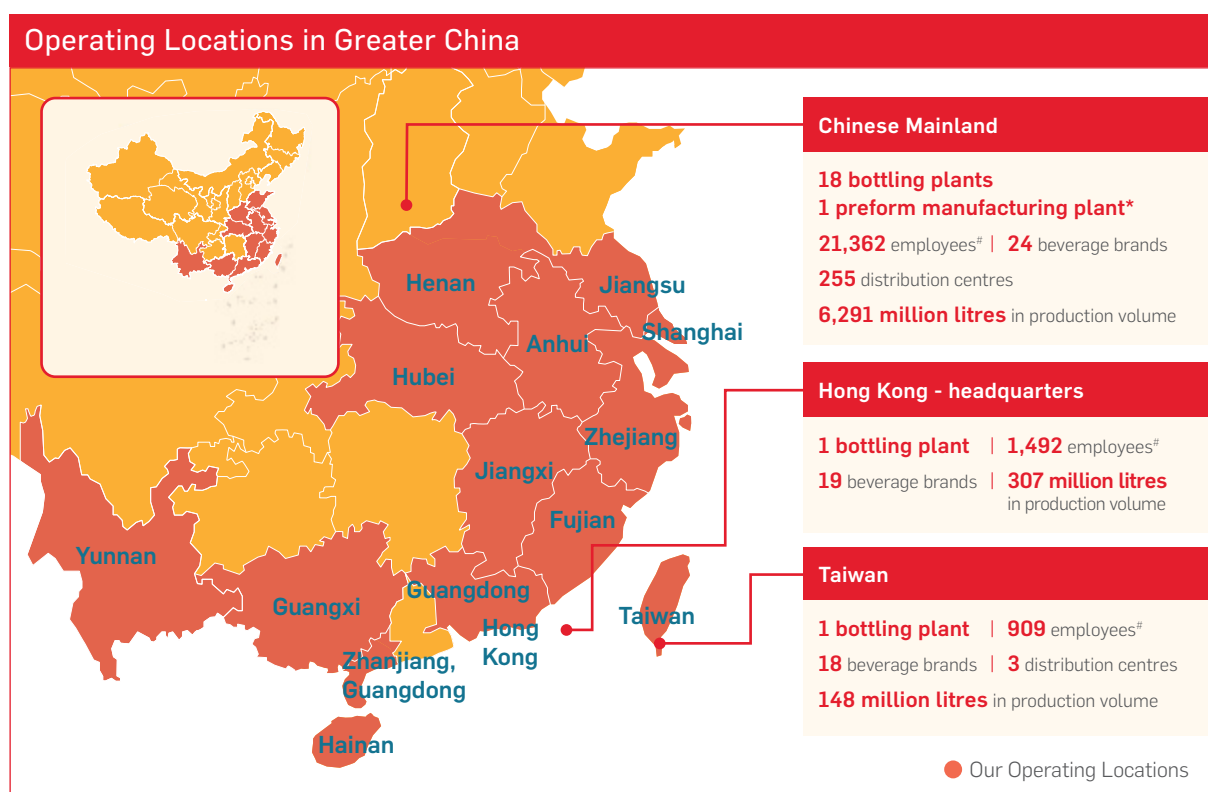 Operating Locations in Greater China
Henan
Jiangsu
Shanghai
Anhui
Hubei
Zhejiang
Jiangxi
Fujian
Yunnan
Guangdong
Guangxi
Hong
Kong
Taiwan
Zhanjiang,
Guangdong
Hainan
Chinese Mainland
18 bottling plants
1 preform manufacturing plant*
21,362 employees# | 24 beverage brands
255 distribution centres
6,291 million litres in production volume
Hong Kong - headquarters
1 bottling plant | 1,492 employees#
19 beverage brands | 307 million litres
in production volume
Taiwan
1 bottling plant | 909 employees#
18 beverage brands | 3 distribution centres
148 million litres in production volume
Our Operating Locations